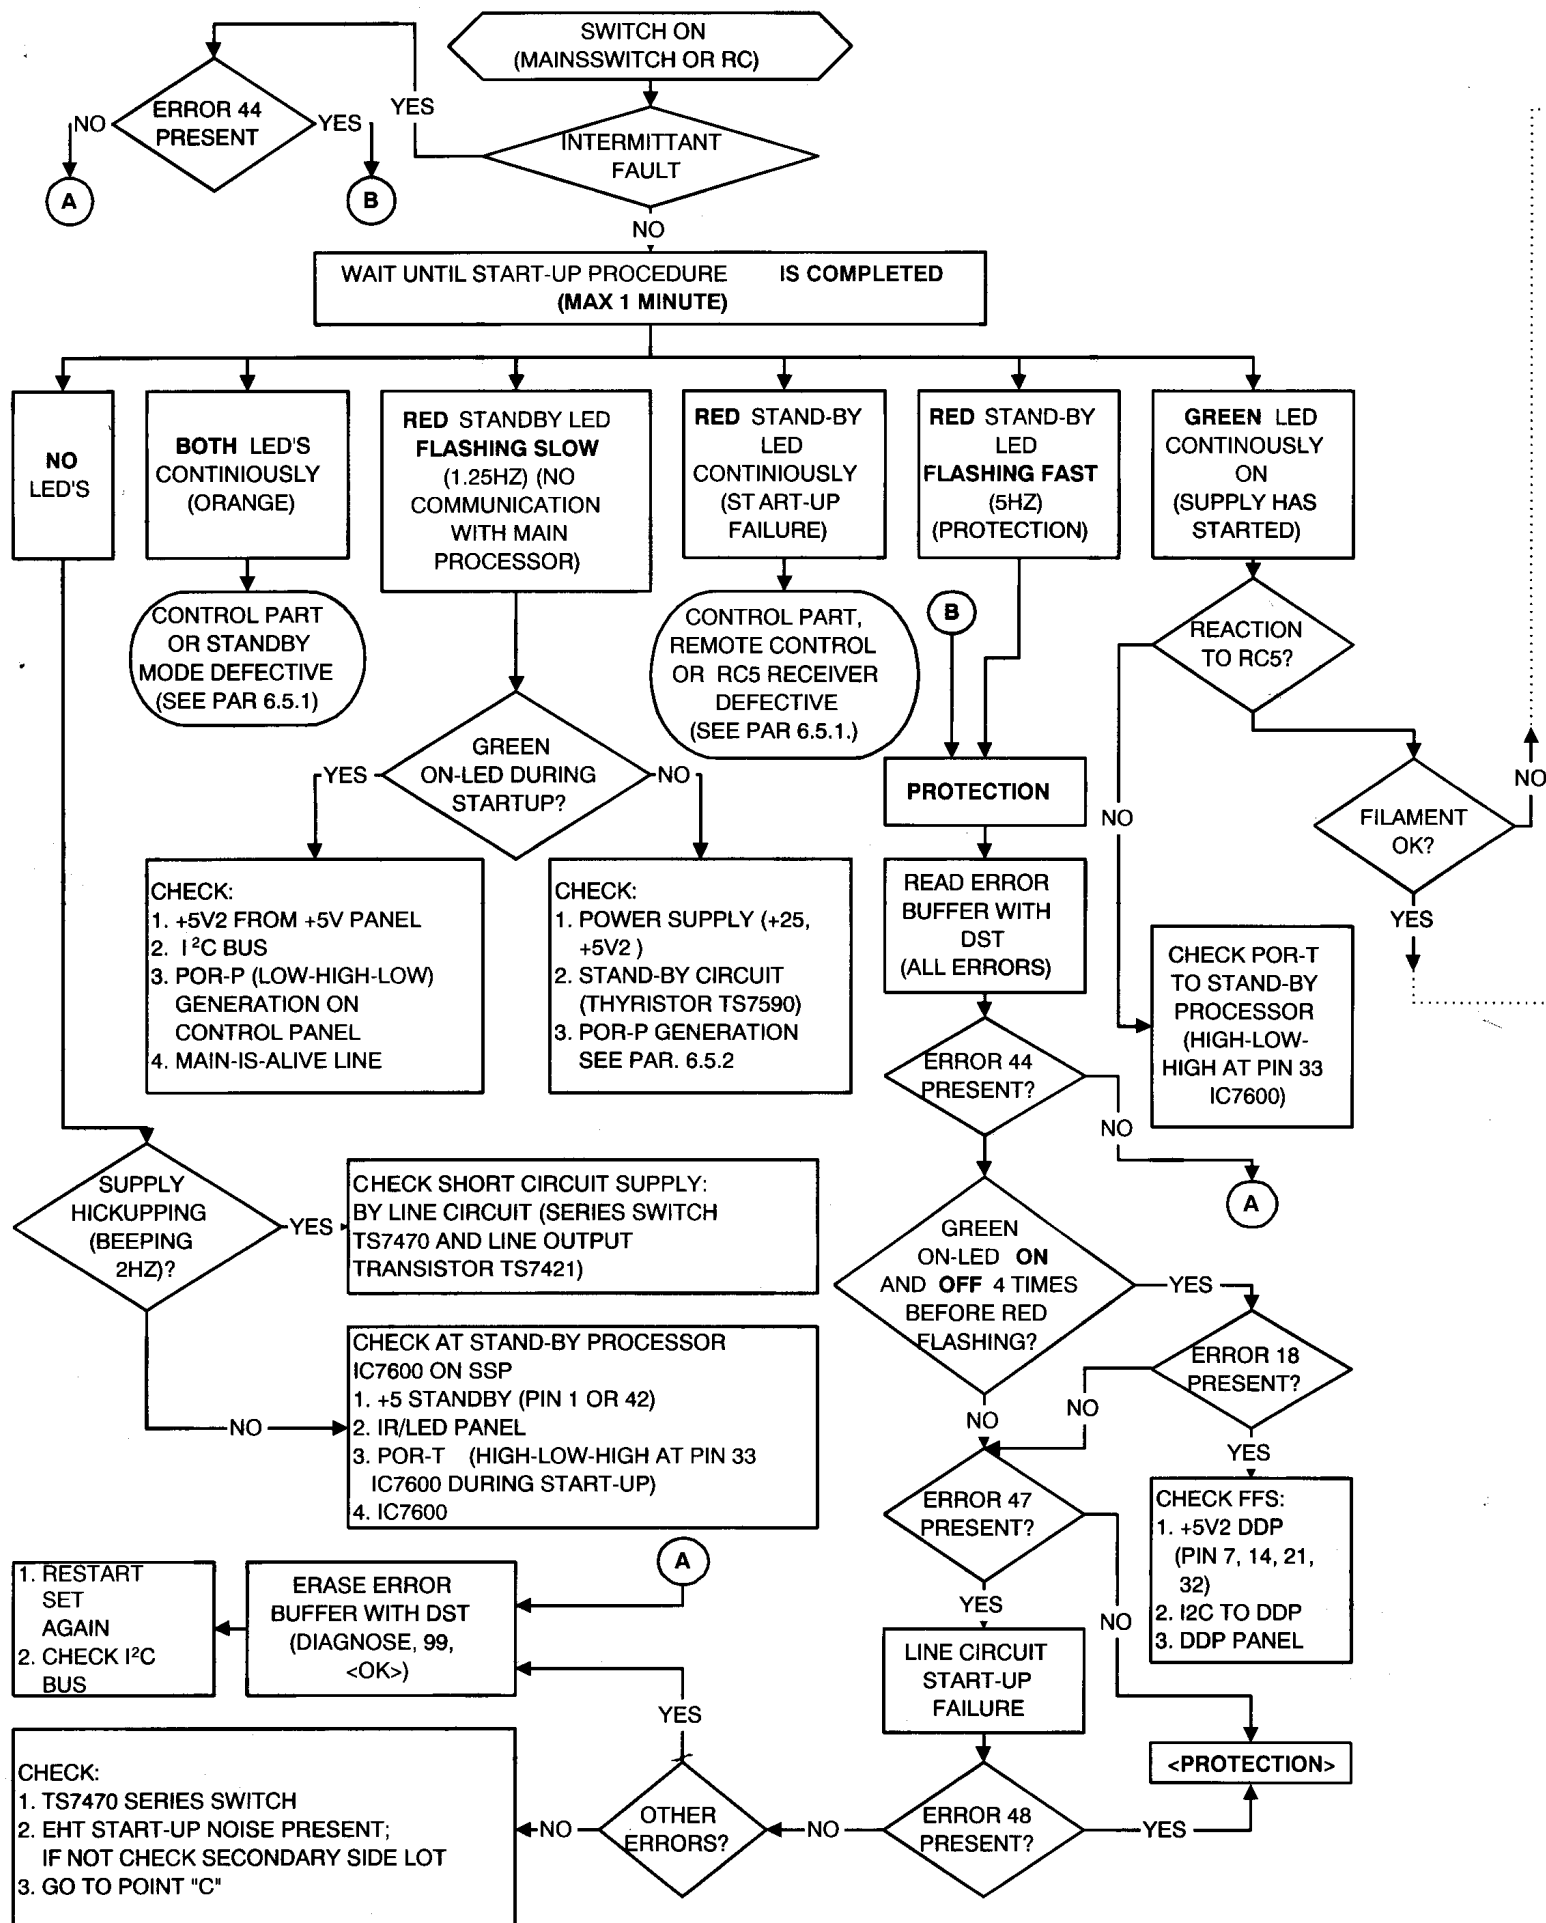 SWITCH ON
(MAINSSWITCH OR RC)
YES
ERROR 44
PRESENT
NO
YES
A
B
INTERMITTANT
FAULT
NO
WAIT UNTIL START-UP PROCEDURE IS COMPLETED
(MAX 1 MINUTE)
NO
LED'S
BOTH LED'S
CONTINIOUSLY
(ORANGE)
RED STANDBY LED
FLASHING SLOW
(1.25HZ) (NO
COMMUNICATION
WITH MAIN
PROCESSOR)
RED STAND-BY
LED
CONTINIOUSLY
(START-UP
FAILURE)
RED STAND-BY
LED
FLASHING FAST
(5HZ)
(PROTECTION)
GREEN LED
CONTINOUSLY
ON
(SUPPLY HAS
STARTED)
CONTROL PART
OR STANDBY
MODE DEFECTIVE
(SEE PAR 6.5.1)
CONTROL PART,
REMOTE CONTROL
OR RC5 RECEIVER
DEFECTIVE
(SEE PAR 6.5.1.)
B
REACTION
TO RC5?
GREEN
ON-LED DURING
STARTUP?
YES
NO
PROTECTION
NO
FILAMENT
OK?
NO
YES
CHECK:
1. +5V2 FROM +5V PANEL
2. I²C BUS
3. POR-P (LOW-HIGH-LOW)
GENERATION ON
CONTROL PANEL
4. MAIN-IS-ALIVE LINE
CHECK:
1. POWER SUPPLY (+25,
+5V2 )
2. STAND-BY CIRCUIT
(THYRISTOR TS7590)
3. POR-P GENERATION
SEE PAR. 6.5.2
READ ERROR
BUFFER WITH
DST
(ALL ERRORS)
CHECK POR-T
TO STAND-BY
PROCESSOR
(HIGH-LOW-
HIGH AT PIN 33
IC7600)
ERROR 44
PRESENT?
NO
A
SUPPLY
HICKUPPING
(BEEPING
2HZ)?
YES
CHECK SHORT CIRCUIT SUPPLY:
BY LINE CIRCUIT (SERIES SWITCH
TS7470 AND LINE OUTPUT
TRANSISTOR TS7421)
GREEN
ON-LED ON
AND OFF 4 TIMES
BEFORE RED
FLASHING?
YES
NO
CHECK AT STAND-BY PROCESSOR
IC7600 ON SSP
1. +5 STANDBY (PIN 1 OR 42)
2. IR/LED PANEL
3. POR-T (HIGH-LOW-HIGH AT PIN 33
IC7600 DURING START-UP)
4. IC7600
ERROR 18
PRESENT?
NO
NO
YES
ERROR 47
PRESENT?
CHECK FFS:
1. +5V2 DDP
(PIN 7, 14, 21,
32)
2. I2C TO DDP
3. DDP PANEL
YES
NO
A
1. RESTART
SET
AGAIN
2. CHECK I²C
BUS
ERASE ERROR
BUFFER WITH DST
(DIAGNOSE, 99,
<OK>)
LINE CIRCUIT
START-UP
FAILURE
YES
<PROTECTION>
CHECK:
1. TS7470 SERIES SWITCH
2. EHT START-UP NOISE PRESENT;
IF NOT CHECK SECONDARY SIDE LOT
3. GO TO POINT "C"
NO
OTHER
ERRORS?
NO
ERROR 48
PRESENT?
YES